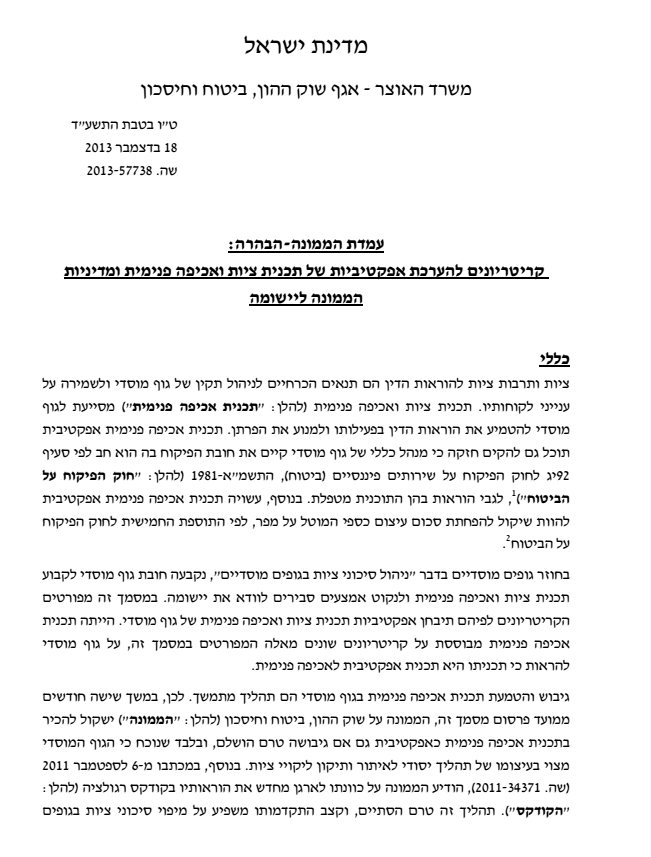 מדינת ישראל
משרד האוצר - אגף שוק ההון, ביטוח וחיסכון
ט״ו בטבת התשע״ד
18 בדצמבר 2013
שה. 2013-57738
עמדת הממונה-הבהרה:
קריטריונים להערכת אפקטיביות של תכנית ציות ואכיפה פנימית ומדיניות
הממונה ליישומה
כללי
ציות ותרבות ציות להוראות הדין הם תנאים הכרחיים לניהול תקין של גוף מוסדי ולשמירה על
ענייני לקוחותיו. תכנית ציות ואכיפה פנימית (להלן: ״תכנית אכיפה פנימית״) מסייעת לגוף
מוסדי להטמיע את הוראות הדין בפעילותו ולמנוע את הפרתן. תכנית אכיפה פנימית אפקטיבית
תוכל גם להקים חזקה כי מנהל כללי של גוף מוסדי קיים את חובת הפיקוח בה הוא חב לפי סעיף
92יג לחוק הפיקוח על שירותים פיננסיים (ביטוח), התשמ״א-1981 (להלן: ״חוק הפיקוח על
הביטוח״)1, לגבי הוראות בהן התוכנית מטפלת. בנוסף, עשויה תכנית אכיפה פנימית אפקטיבית
להוות שיקול להפחתת סכום עיצום כספי המוטל על מפר, לפי התוספת החמישית לחוק הפיקוח
על הביטוח2.
בחוזר גופים מוסדיים בדבר ״ניהול סיכוני ציות בגופים מוסדיים״, נקבעה חובת גוף מוסדי לקבוע
תכנית ציות ואכיפה פנימית ולנקוט אמצעים סבירים לוודא את יישומה. במסמך זה מפורטים
הקריטריונים לפיהם תיבחן אפקטיביות תכנית ציות ואכיפה פנימית של גוף מוסדי. הייתה תכנית
אכיפה פנימית מבוססת על קריטריונים שונים מאלה המפורטים במסמך זה, על גוף מוסדי
להראות כי תכניתו היא תכנית אפקטיבית לאכיפה פנימית.
גיבוש והטמעת תכנית אכיפה פנימית בגוף מוסדי הם תהליך מתמשך. לכן, במשך שישה חודשים
ממועד פרסום מסמך זה, הממונה על שוק ההון, ביטוח וחיסכון (להלן: ״הממונה״) ישקול להכיר
בתכנית אכיפה פנימית כאפקטיבית גם אם גיבושה טרם הושלם, ובלבד שנוכח כי הגוף המוסדי
מצוי בעיצומו של תהליך יסודי לאיתור ותיקון ליקויי ציות. בנוסף, במכתבו מ-6 לספטמבר 2011
(שה. 2011-34371), הודיע הממונה על כוונתו לארגן מחדש את הוראותיו בקודקס רגולציה (להלן:
״הקודקס״). תהליך זה טרם הסתיים, וקצב התקדמותו משפיע על מיפוי סיכוני ציות בגופים